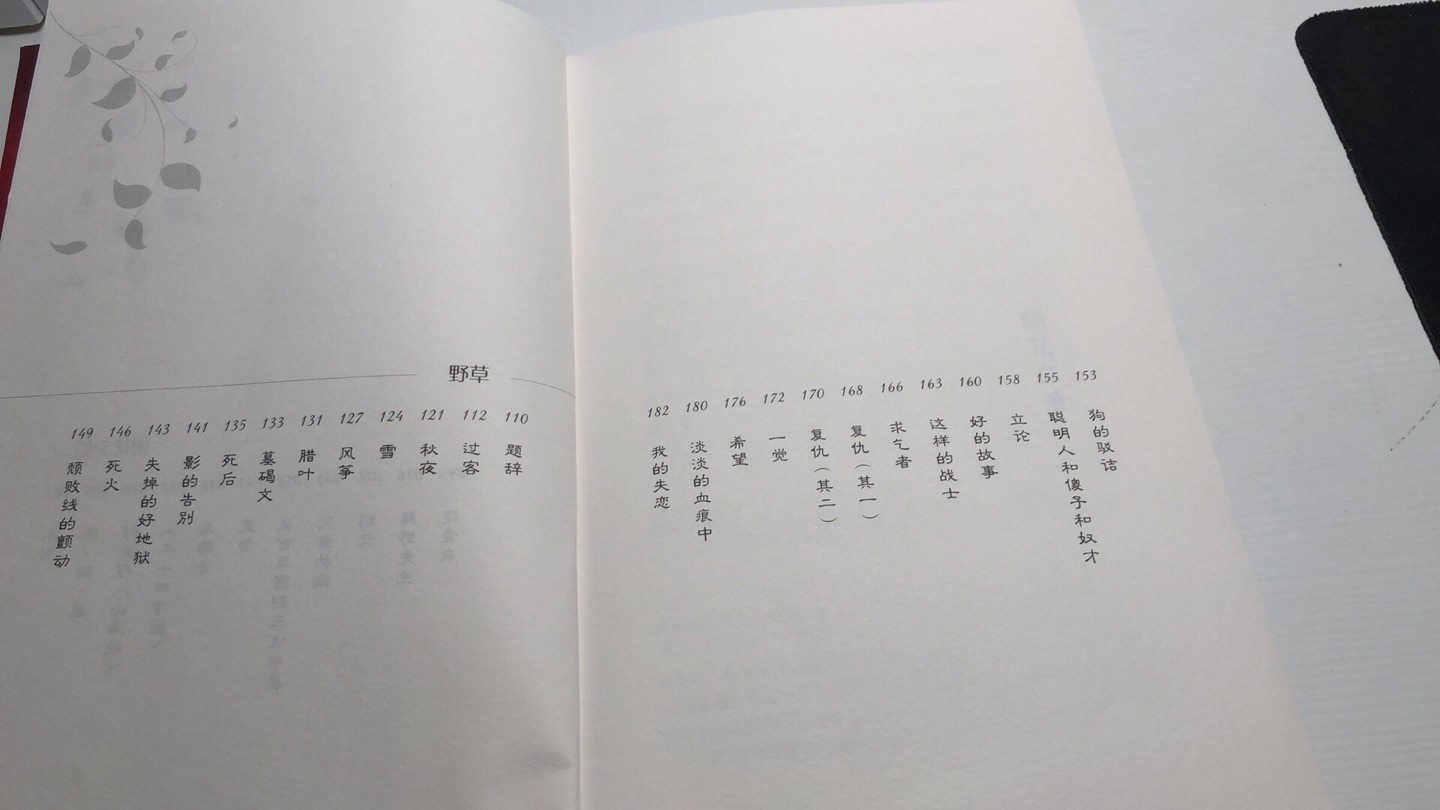 野草
110 题辞
112 过客
121 秋夜
124 雪
127 风筝
131 腊叶
133 墓碣文
135 死后
141 影的告别
143 失掉的好地狱
146 死火
149 颓败线的颤动
153 狗的驳诘
155 聪明人和傻子和奴才
158 立论
160 好的故事
163 这样的战士
166 求乞者
168 复仇（其一）
170 复仇（其二）
172 一觉
176 希望
180 淡淡的血痕中
182 我的失恋